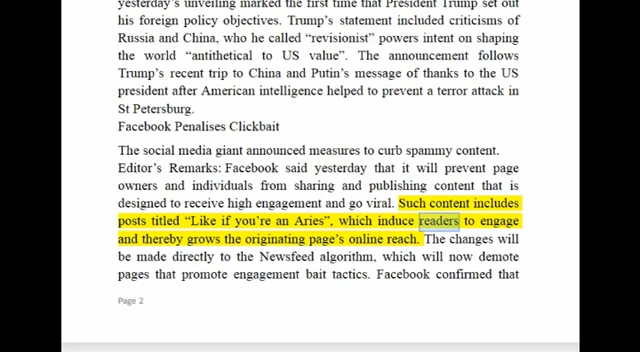 yesterday's unveiling marked the first time that President Trump set out
his foreign policy objectives. Trump's statement included criticisms of
Russia and China, who he called “revisionist” powers intent on shaping
the world “antithetical to US value”. The announcement follows
Trump's recent trip to China and Putin's message of thanks to the US
president after American intelligence helped to prevent a terror attack in
St Petersburg.
Facebook Penalises Clickbait
The social media giant announced measures to curb spammy content.
Editor's Remarks: Facebook said yesterday that it will prevent page
owners and individuals from sharing and publishing content that is
designed to receive high engagement and go viral. Such content includes
posts titled “Like if you're an Aries”, which induce readers to engage
and thereby grows the originating page's online reach. The changes will
be made directly to the Newsfeed algorithm, which will now demote
pages that promote engagement bait tactics. Facebook confirmed that
Page 2